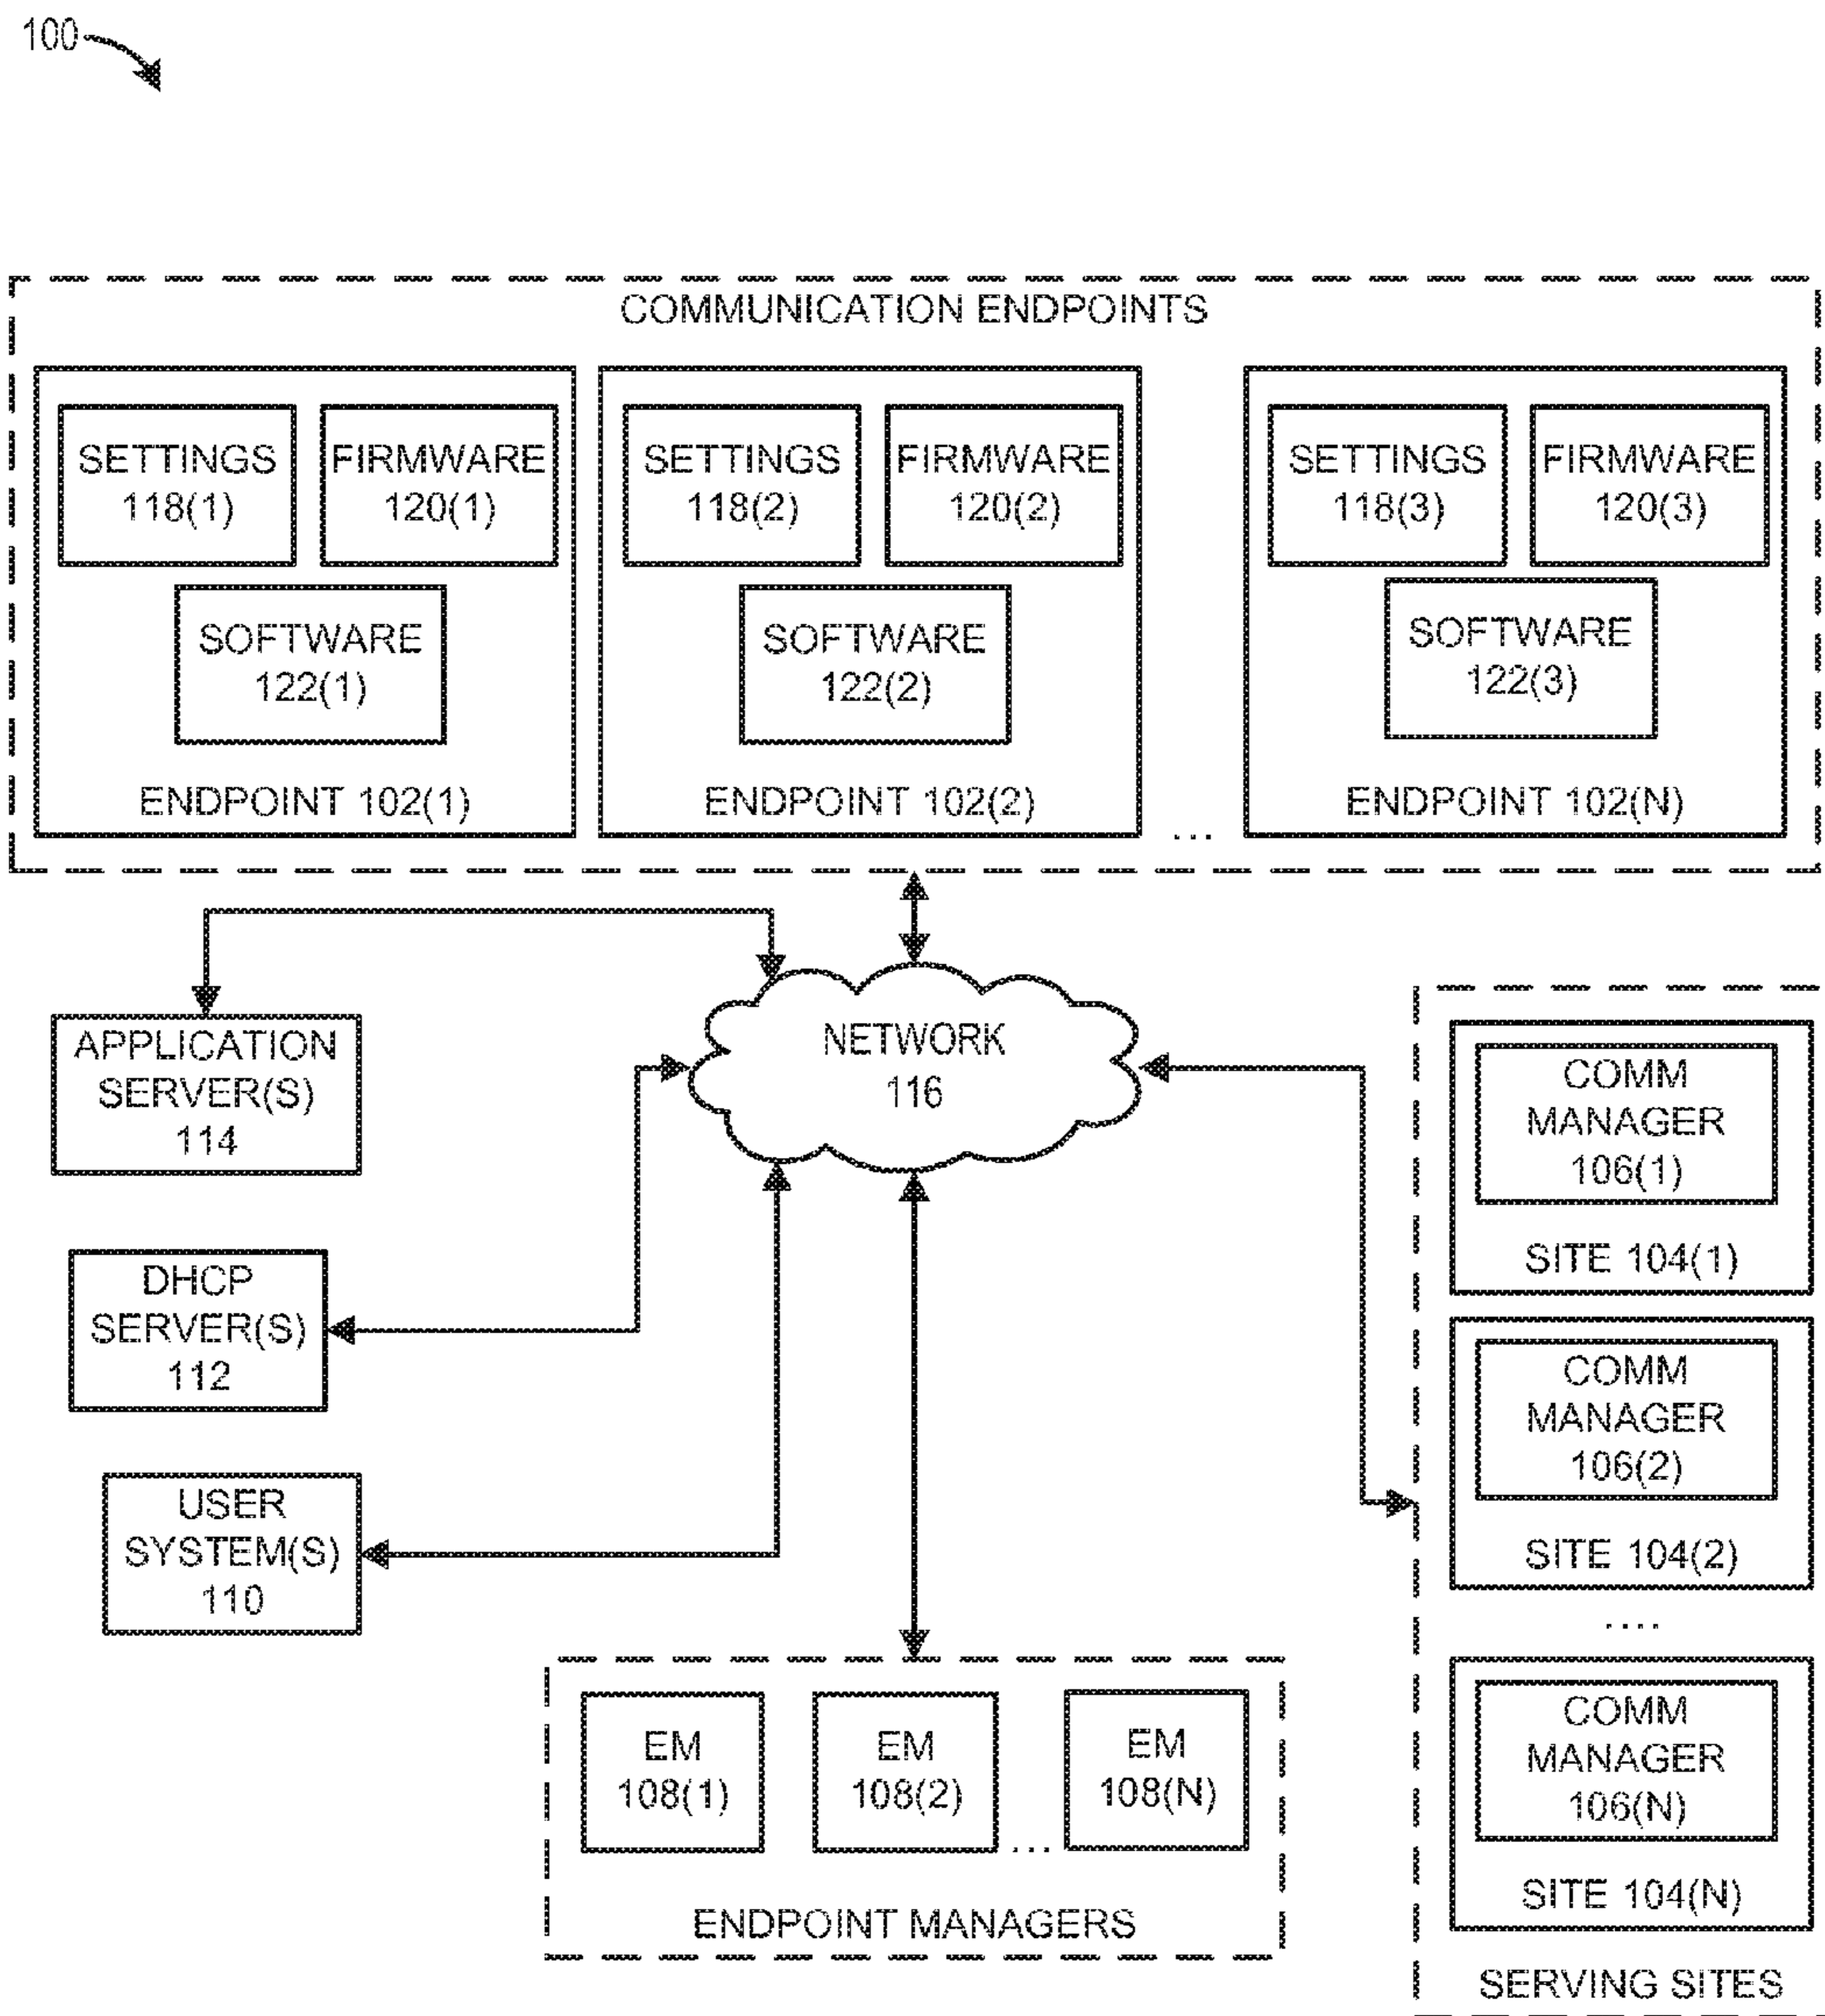 100
COMMUNICATION ENDPOINTS
SETTINGS
118(1)
FIRMWARE
120(1)
SOFTWARE
122(1)
ENDPOINT 102(1)
SETTINGS
118(2)
FIRMWARE
120(2)
SOFTWARE
122(2)
ENDPOINT 102(2)
...
SETTINGS
118(3)
FIRMWARE
120(3)
SOFTWARE
122(3)
ENDPOINT 102(N)
APPLICATION
SERVER(S)
114
NETWORK
116
DHCP
SERVER(S)
112
USER
SYSTEM(S)
110
COMM
MANAGER
106(1)
SITE 104(1)
COMM
MANAGER
106(2)
SITE 104(2)
....
COMM
MANAGER
106(N)
SITE 104(N)
SERVING SITES
EM
108(1)
EM
108(2)
...
EM
108(N)
ENDPOINT MANAGERS